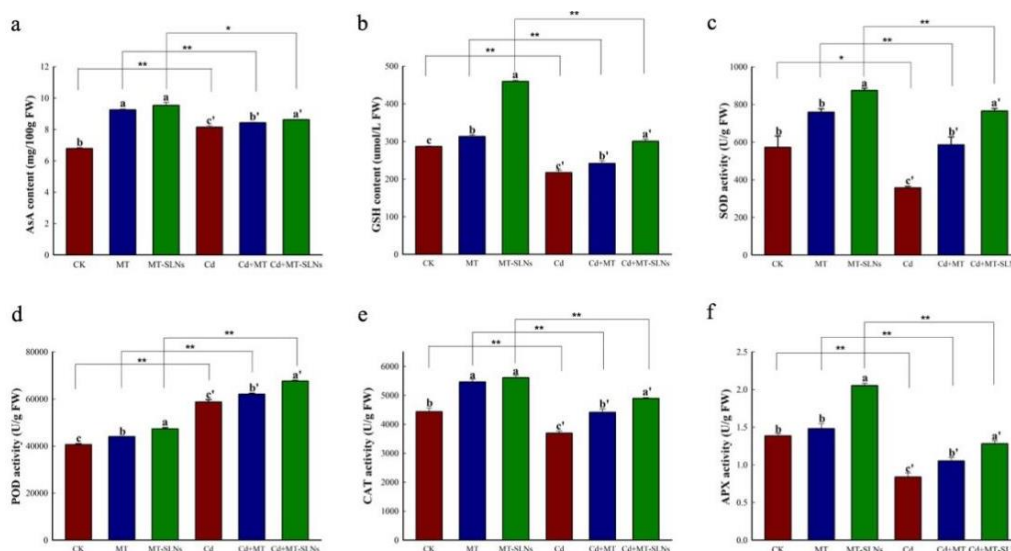 a
*
**
**
12
10
8
6
4
2
0
AsA content (mg/100g FW)
b
a
a
c'
b'
a'
CK MT MT-SLNs Cd Cd+MT Cd+MT-SLNs
b
**
**
**
500
400
300
200
100
0
GSH content (umol/L FW)
c
b
a
c'
b'
a'
CK MT MT-SLNs Cd Cd+MT Cd+MT-SLNs
c
**
**
*
1000
800
600
400
200
0
SOD activity (U/g FW)
b
b
a
c'
b'
a'
CK MT MT-SLNs Cd Cd+MT Cd+MT-SLN
d
**
**
**
80000
60000
40000
20000
0
POD activity (U/g FW)
c
b
a
c'
b'
a'
CK MT MT-SLNs Cd Cd+MT Cd+MT-SLNs
e
**
**
**
6000
5000
4000
3000
2000
1000
0
CAT activity (U/g FW)
b
a
a
c'
b'
a'
CK MT MT-SLNs Cd Cd+MT Cd+MT-SLNs
f
**
**
**
2.5
2.0
1.5
1.0
0.5
0.0
APX activity (U/g FW)
b
b
a
c'
b'
a'
CK MT MT-SLNs Cd Cd+MT Cd+MT-SLN